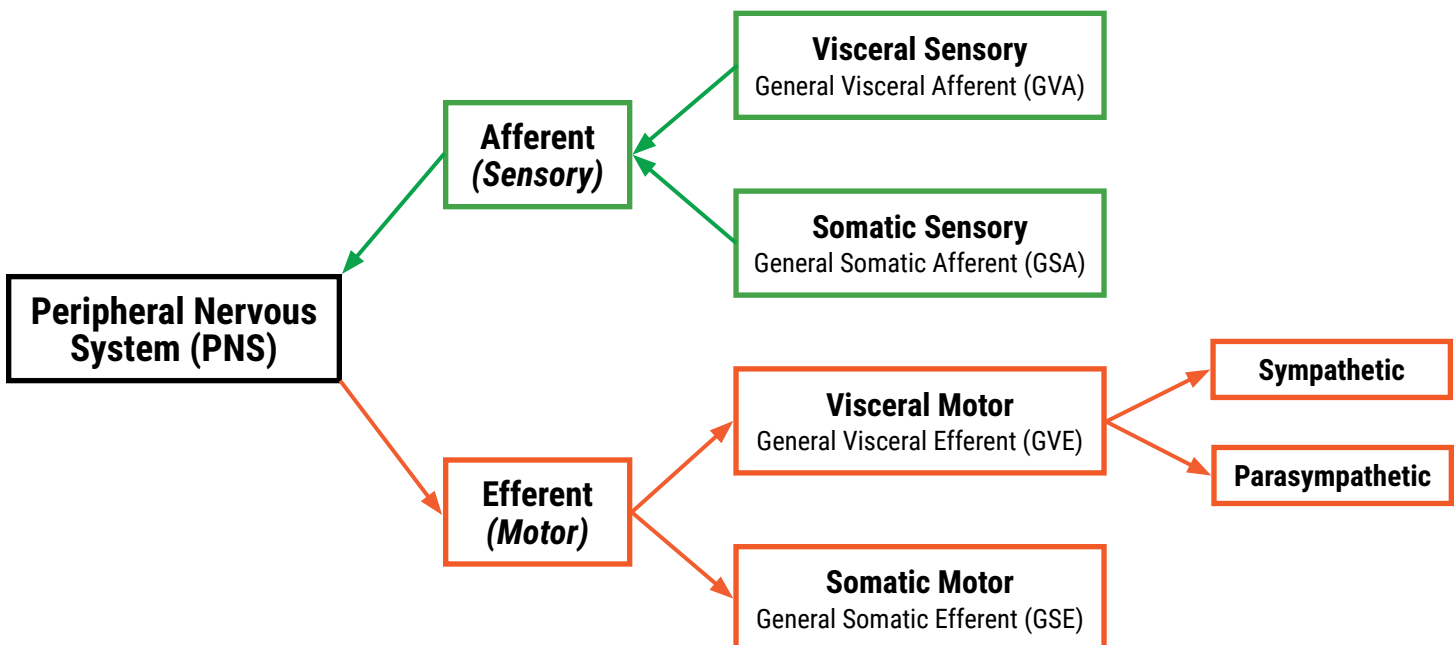 Visceral Sensory
General Visceral Afferent (GVA)
Afferent
(Sensory)
Somatic Sensory
General Somatic Afferent (GSA)
Peripheral Nervous
System (PNS)
Visceral Motor
General Visceral Efferent (GVE)
Sympathetic
Parasympathetic
Efferent
(Motor)
Somatic Motor
General Somatic Efferent (GSE)